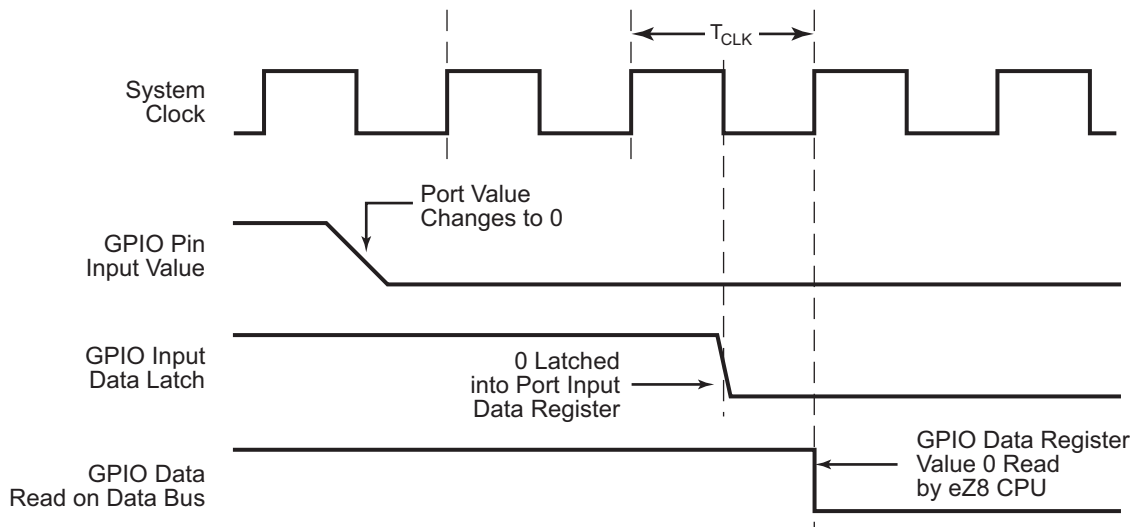 TCLK
System
Clock
Port Value
Changes to 0
GPIO Pin
Input Value
GPIO Input
Data Latch
0 Latched
into Port Input
Data Register
GPIO Data
Read on Data Bus
GPIO Data Register
Value 0 Read
by eZ8 CPU